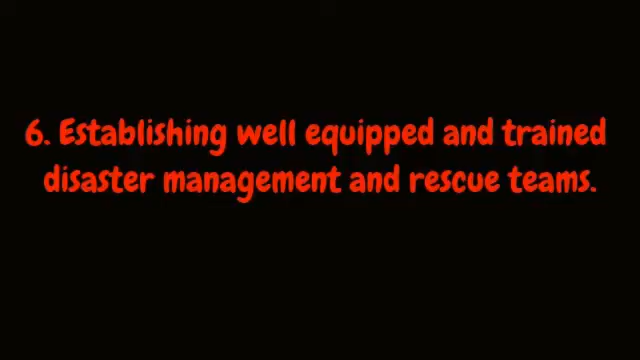 6. Establishing well equipped and trained
disaster management and rescue teams.